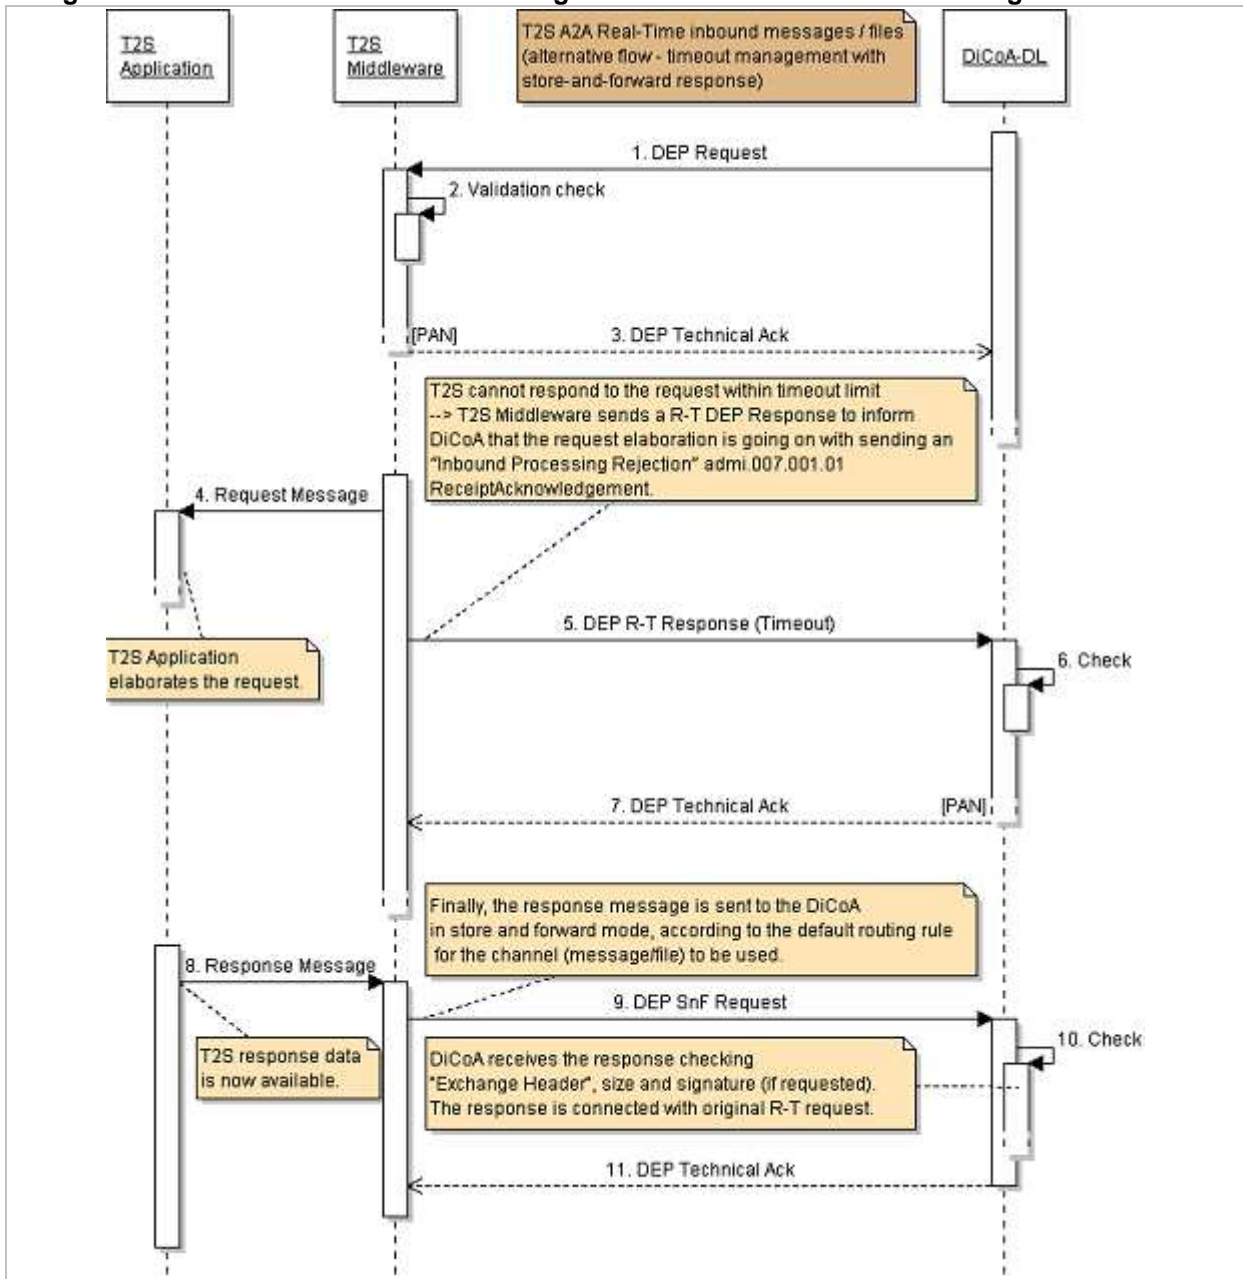 T2S
Application
T2S
Middleware
T2S A2A Real-Time inbound messages / files
(alternative flow - timeout management with
store-and-forward response)
DiCoA-DL
1. DEP Request
2. Validation check
[PAN]
3. DEP Technical Ack
T2S cannot respond to the request within timeout limit
--> T2S Middleware sends a R-T DEP Response to inform
DiCoA that the request elaboration is going on with sending an
"Inbound Processing Rejection" admi.007.001.01
ReceiptAcknowledgement.
4. Request Message
5. DEP R-T Response (Timeout)
T2S Application
elaborates the request.
6. Check
7. DEP Technical Ack
[PAN]
Finally, the response message is sent to the DiCoA
in store and forward mode, according to the default routing rule
for the channel (message/file) to be used.
8. Response Message
9. DEP SnF Request
10. Check
T2S response data
is now available.
DiCoA receives the response checking
"Exchange Header", size and signature (if requested).
The response is connected with original R-T request.
11. DEP Technical Ack